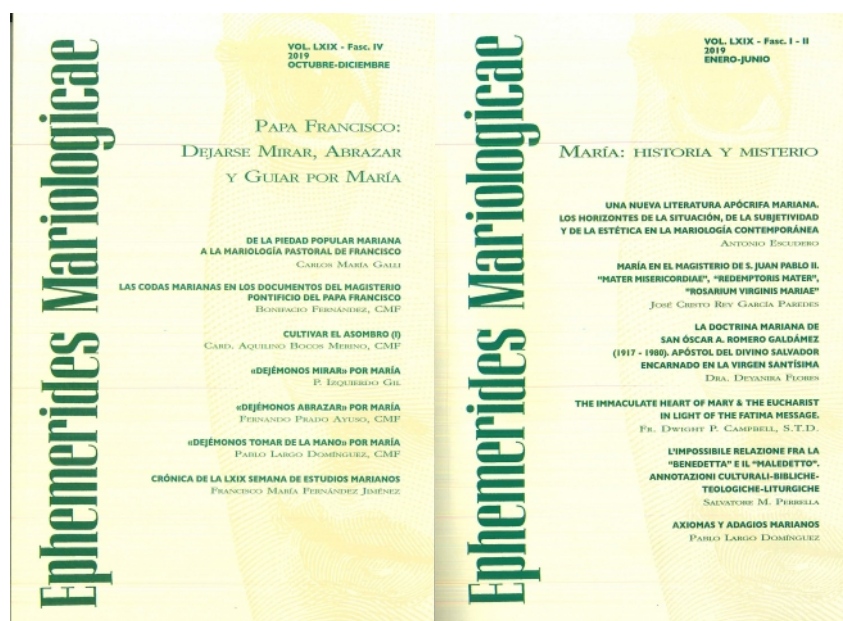 Ephemerides Mariologicae
VOL. LXIX - Fasc. IV
2019
OCTUBRE-DICIEMBRE
PAPA FRANCISCO:
DEJARSE MIRAR, ABRAZAR
Y GUIAR POR MARÍA
DE LA PIEDAD POPULAR MARIANA
A LA MARIOLOGÍA PASTORAL DE FRANCISCO
CARLOS MARÍA GALLI
LAS CODAS MARIANAS EN LOS DOCUMENTOS DEL MAGISTERIO
PONTIFICIO DEL PAPA FRANCISCO
BONIFACIO FERNÁNDEZ, CMF
CULTIVAR EL ASOMBRO (I)
CARD. AQUILINO BOCOS MERINO, CMF
«DEJÉMONOS MIRAR» POR MARÍA
P. IZQUIERDO GIL
«DEJÉMONOS ABRAZAR» POR MARÍA
FERNANDO PRADO AYUSO, CMF
«DEJÉMONOS TOMAR DE LA MANO» POR MARÍA
PABLO LARGO DOMÍNGUEZ, CMF
CRÓNICA DE LA LXIX SEMANA DE ESTUDIOS MARIANOS
FRANCISCO MARÍA FERNÁNDEZ JIMÉNEZ
Ephemerides Mariologicae
VOL. LXIX - Fasc. I - II
2019
ENERO-JUNIO
MARÍA: HISTORIA Y MISTERIO
UNA NUEVA LITERATURA APÓCRIFA MARIANA.
LOS HORIZONTES DE LA SITUACIÓN, DE LA SUBJETIVIDAD
Y DE LA ESTÉTICA EN LA MARIOLOGÍA CONTEMPORÁNEA
ANTONIO ESCUDERO
MARÍA EN EL MAGISTERIO DE S. JUAN PABLO II.
"MATER MISERICORDIAE", "REDEMPTORIS MATER",
"ROSARIUM VIRGINIS MARIAE"
JOSÉ CRISTO REY GARCÍA PAREDES
LA DOCTRINA MARIANA DE
SAN ÓSCAR A. ROMERO GALDÁMEZ
(1917 - 1980). APÓSTOL DEL DIVINO SALVADOR
ENCARNADO EN LA VIRGEN SANTÍSIMA
DRA. DEYANIRA FLORES
THE IMMACULATE HEART OF MARY & THE EUCHARIST
IN LIGHT OF THE FATIMA MESSAGE.
FR. DWIGHT P. CAMPBELL, S.T.D.
L'IMPOSSIBILE RELAZIONE FRA LA
"BENEDETTA" E IL "MALEDETTO".
ANNOTAZIONI CULTURALI-BIBLICHE-
TEOLOGICHE-LITURGICHE
SALVATORE M. PERRELLA
AXIOMAS Y ADAGIOS MARIANOS
PABLO LARGO DOMÍNGUEZ